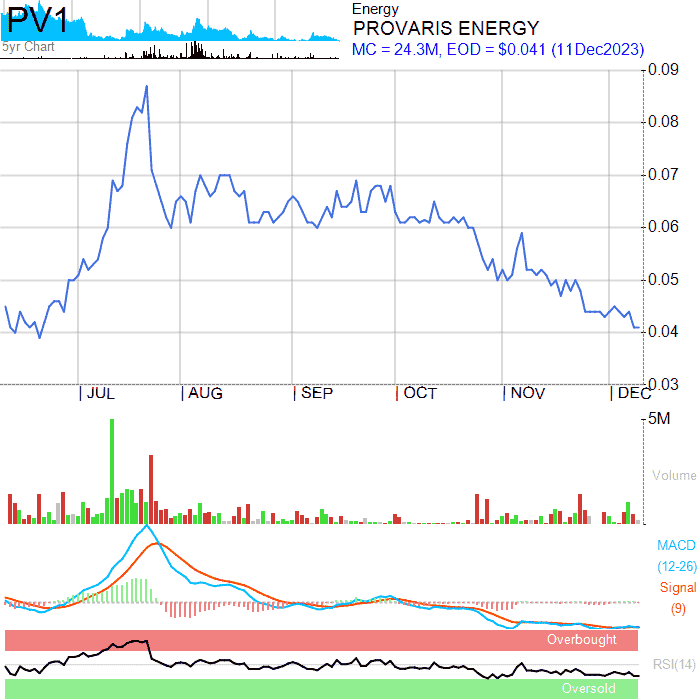 PV1
5yr Chart
Energy
PROVARIS ENERGY
MC = 24.3M, EOD = $0.041 (11Dec2023)
0.09
0.08
0.07
0.06
0.05
0.04
0.03
JUL AUG SEP OCT NOV DEC
5M
Volume
MACD
(12-26)
Signal
(9)
Overbought
RSI(14)
Oversold